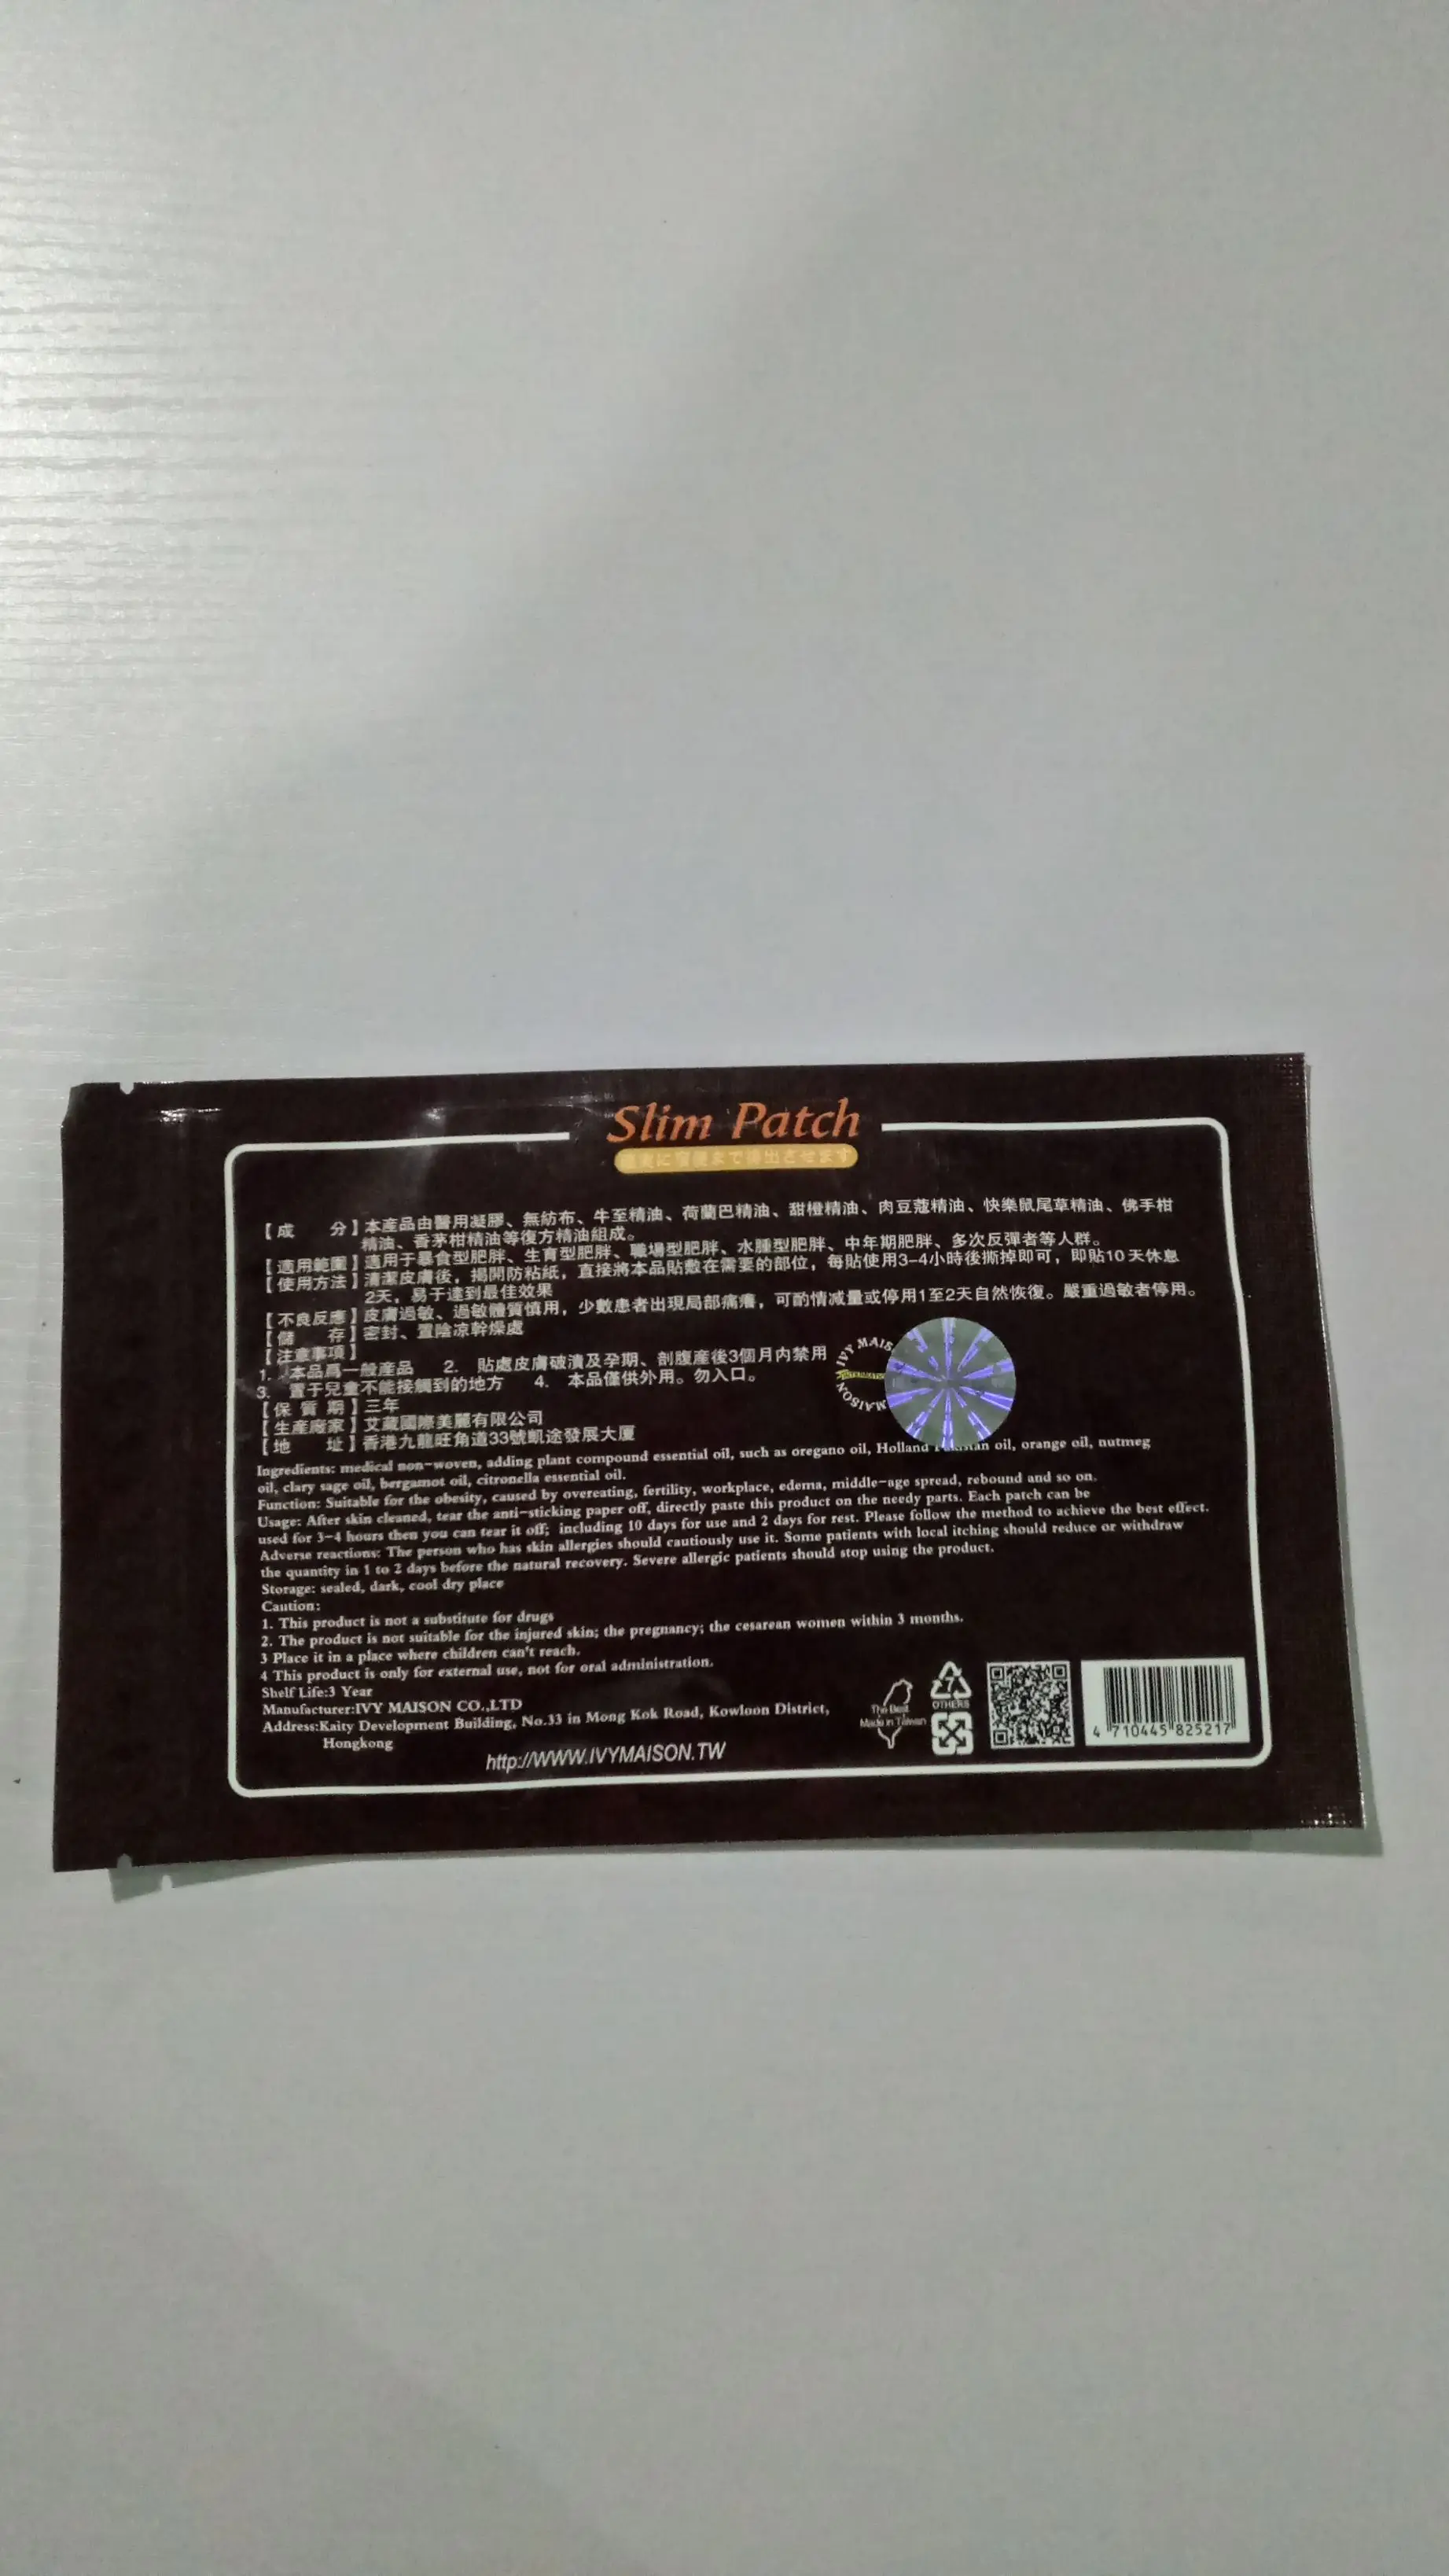 Slim Patch
まで排出させます
【成 分】本產品由醫用凝膠、無紡布、牛至精油、荷蘭巴精油、甜橙精油、肉豆蔻精油、快樂鼠尾草精油、佛手柑
精油、香茅柑精油等復方精油組成。
【適用範圍】適用于暴食型肥胖、生育型肥胖、職場型肥胖、水腫型肥胖、中年期肥胖、多次反彈者等人群。
【使用方法】清潔皮膚後，揭開防粘紙，直接將本品貼敷在需要的部位，每貼使用3-4小時後撕掉即可，即貼10天休息
2天，易于達到最佳效果
【不良反應】皮膚過敏、過敏體質慎用，少數患者出現局部痛癢，可酌情減量或停用1至2天自然恢復。嚴重過敏者停用。
【儲 存】密封、置陰凉幹燥處
【注意事項】
1. 本品爲一般產品 2. 貼處皮膚破潰及孕期、剖腹產後3個月内禁用
3. 置于兒童不能接觸到的地方 4. 本品僅供外用。勿入口。
【保 質 期】三年
【生產廠家】艾薇國際美麗有限公司
【地 址】香港九龍旺角道33號凱途發展大厦
IVY MAIS
MAISON
Ingredients: medical non-woven, adding plant compound essential oil, such as oregano oil, Holland oil, orange oil, nutmeg
oil, clary sage oil, bergamot oil, citronella essential oil.
Function: Suitable for the obesity, caused by overeating, fertility, workplace, edema, middle-age spread, rebound and so on.
Usage: After skin cleaned, tear the anti-sticking paper off, directly paste this product on the needy parts. Each patch can be
used for 3-4 hours then you can tear it off; including 10 days for use and 2 days for rest. Please follow the method to achieve the best effect.
Adverse reactions: The person who has skin allergies should cautiously use it. Some patients with local itching should reduce or withdraw
the quantity in 1 to 2 days before the natural recovery. Severe allergic patients should stop using the product.
Storage: sealed, dark, cool dry place
Caution:
1. This product is not a substitute for drugs
2. The product is not suitable for the injured skin; the pregnancy; the cesarean women within 3 months.
3 Place it in a place where children can't reach.
4 This product is only for external use, not for oral administration.
Shelf Life:3 Year
Manufacturer:IVY MAISON CO.,LTD
Address:Kaity Development Building, No.33 in Mong Kok Road, Kowloon District,
Hongkong
http://WWW.IVYMAISON.TW
The Best
Made in Taiwan
7
OTHERS
4 710445 825217